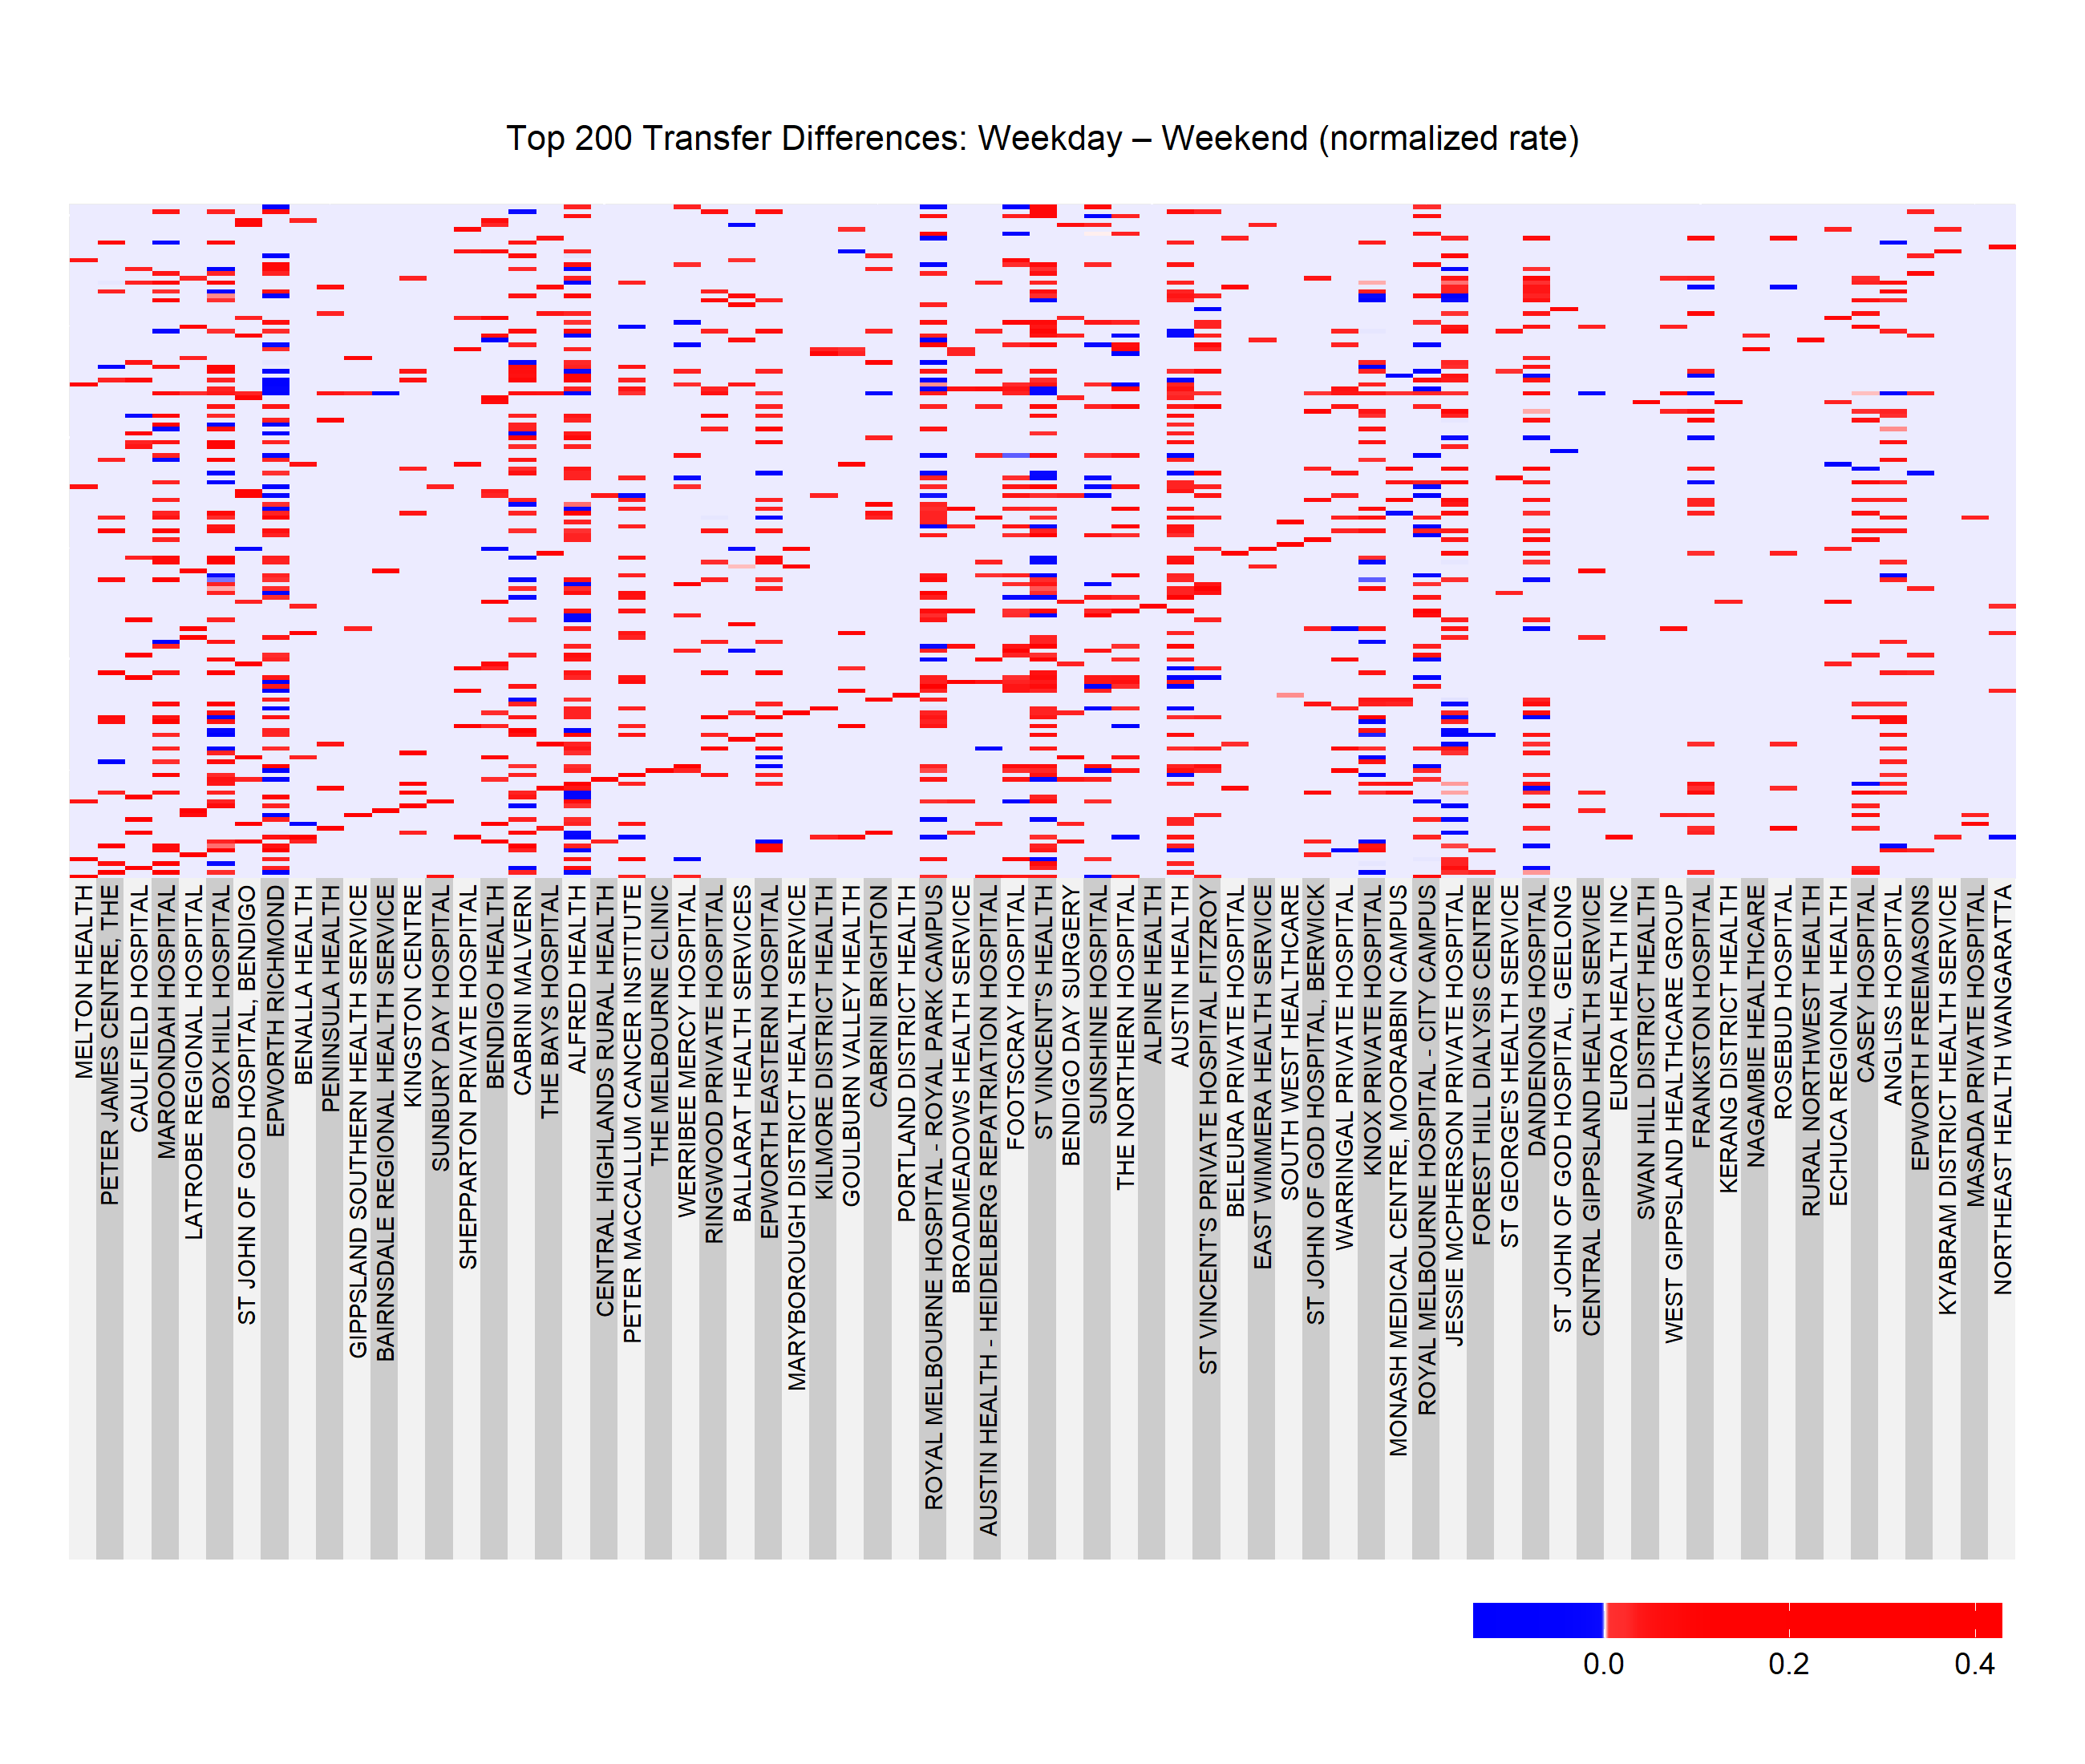 Top 200 Transfer Differences: Weekday – Weekend (normalized rate)
MELTON HEALTH
PETER JAMES CENTRE, THE
CAULFIELD HOSPITAL
MAROONDAH HOSPITAL
LATROBE REGIONAL HOSPITAL
BOX HILL HOSPITAL
ST JOHN OF GOD HOSPITAL, BENDIGO
EPWORTH RICHMOND
BENALLA HEALTH
PENINSULA HEALTH
GIPPSLAND SOUTHERN HEALTH SERVICE
BAIRNSDALE REGIONAL HEALTH SERVICE
KINGSTON CENTRE
SUNBURY DAY HOSPITAL
SHEPPARTON PRIVATE HOSPITAL
BENDIGO HEALTH
CABRINI MALVERN
THE BAYS HOSPITAL
ALFRED HEALTH
CENTRAL HIGHLANDS RURAL HEALTH
PETER MACCALLUM CANCER INSTITUTE
THE MELBOURNE CLINIC
WERRIBEE MERCY HOSPITAL
RINGWOOD PRIVATE HOSPITAL
BALLARAT HEALTH SERVICES
EPWORTH EASTERN HOSPITAL
MARYBOROUGH DISTRICT HEALTH SERVICE
KILMORE DISTRICT HEALTH
GOULBURN VALLEY HEALTH
CABRINI BRIGHTON
PORTLAND DISTRICT HEALTH
ROYAL MELBOURNE HOSPITAL - ROYAL PARK CAMPUS
BROADMEADOWS HEALTH SERVICE
AUSTIN HEALTH - HEIDELBERG REPATRIATION HOSPITAL
FOOTSCRAY HOSPITAL
ST VINCENT'S HEALTH
BENDIGO DAY SURGERY
SUNSHINE HOSPITAL
THE NORTHERN HOSPITAL
ALPINE HEALTH
AUSTIN HEALTH
ST VINCENT'S PRIVATE HOSPITAL FITZROY
BELEURA PRIVATE HOSPITAL
EAST WIMMERA HEALTH SERVICE
SOUTH WEST HEALTHCARE
ST JOHN OF GOD HOSPITAL, BERWICK
WARRINGAL PRIVATE HOSPITAL
KNOX PRIVATE HOSPITAL
MONASH MEDICAL CENTRE, MOORABBIN CAMPUS
ROYAL MELBOURNE HOSPITAL - CITY CAMPUS
JESSIE MCPHERSON PRIVATE HOSPITAL
FOREST HILL DIALYSIS CENTRE
ST GEORGE'S HEALTH SERVICE
DANDENONG HOSPITAL
ST JOHN OF GOD HOSPITAL, GEELONG
CENTRAL GIPPSLAND HEALTH SERVICE
EUROA HEALTH INC
SWAN HILL DISTRICT HEALTH
WEST GIPPSLAND HEALTHCARE GROUP
FRANKSTON HOSPITAL
KERANG DISTRICT HEALTH
NAGAMBIE HEALTHCARE
ROSEBUD HOSPITAL
RURAL NORTHWEST HEALTH
ECHUCA REGIONAL HEALTH
CASEY HOSPITAL
ANGLISS HOSPITAL
EPWORTH FREEMASONS
KYABRAM DISTRICT HEALTH SERVICE
MASADA PRIVATE HOSPITAL
NORTHEAST HEALTH WANGARATTA
0.0 0.2 0.4